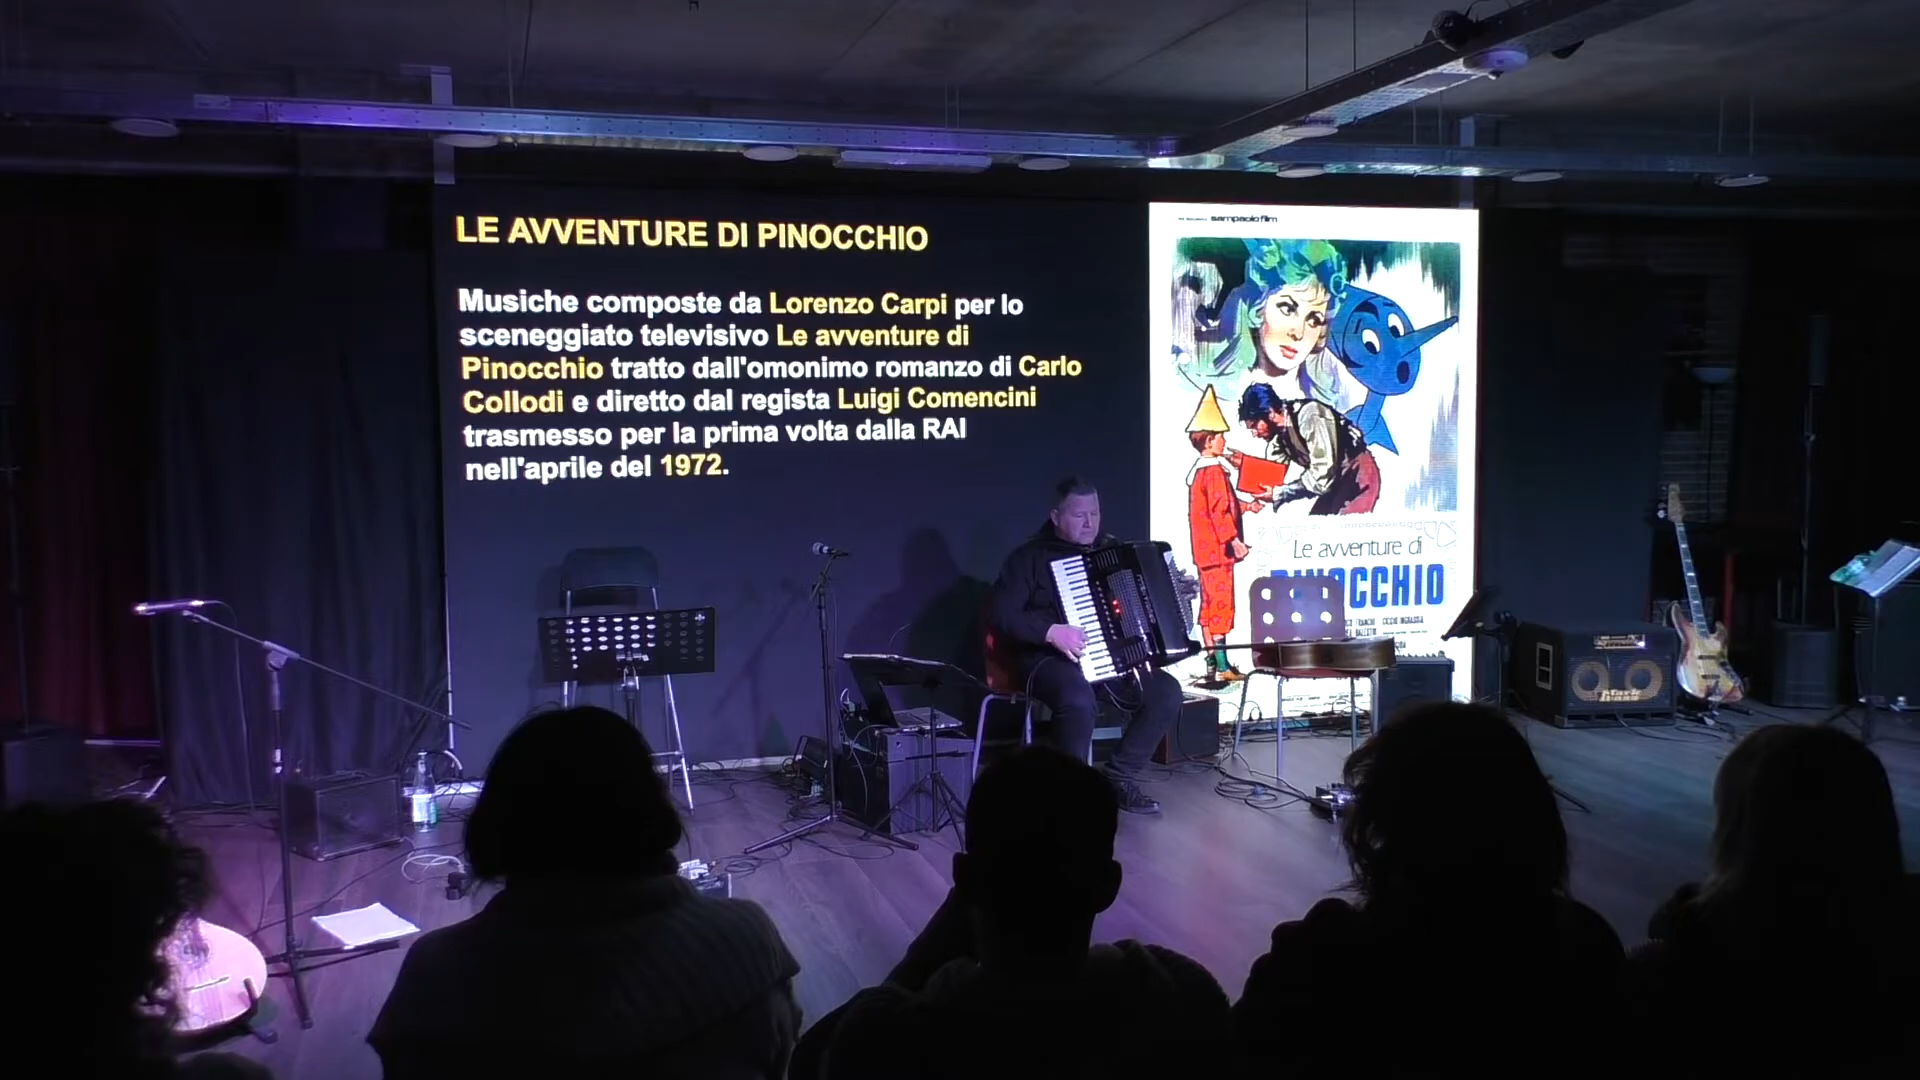 LE AVVENTURE DI PINOCCHIO
Musiche composte da Lorenzo Carpi per lo
sceneggiato televisivo Le avventure di
Pinocchio tratto dall'omonimo romanzo di Carlo
Collodi e diretto dal regista Luigi Comencini
trasmesso per la prima volta dalla RAI
nell'aprile del 1972.
sampaolo film
Le avventure di
PINOCCHIO